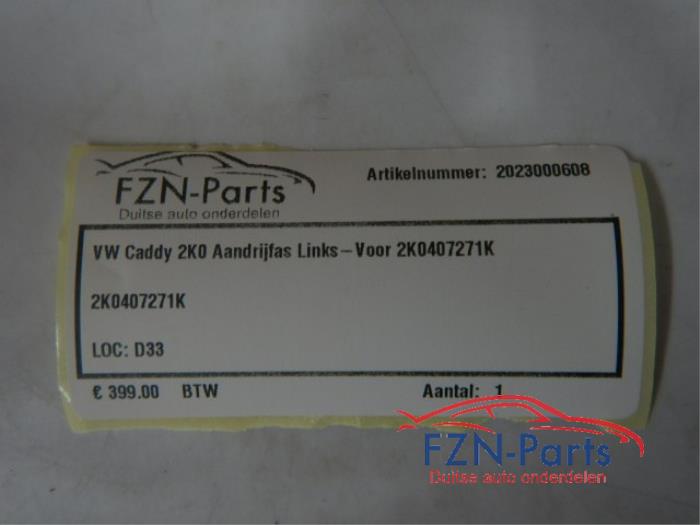 FZN-Parts
Duitse auto onderdelen
Artikelnummer: 2023000608
VW Caddy 2K0 Aandrijfas Links-Voor 2K0407271K
2K0407271K
LOC: D33
€ 399.00 BTW Aantal: 1
FZN-Parts
Duitse auto onderdelen